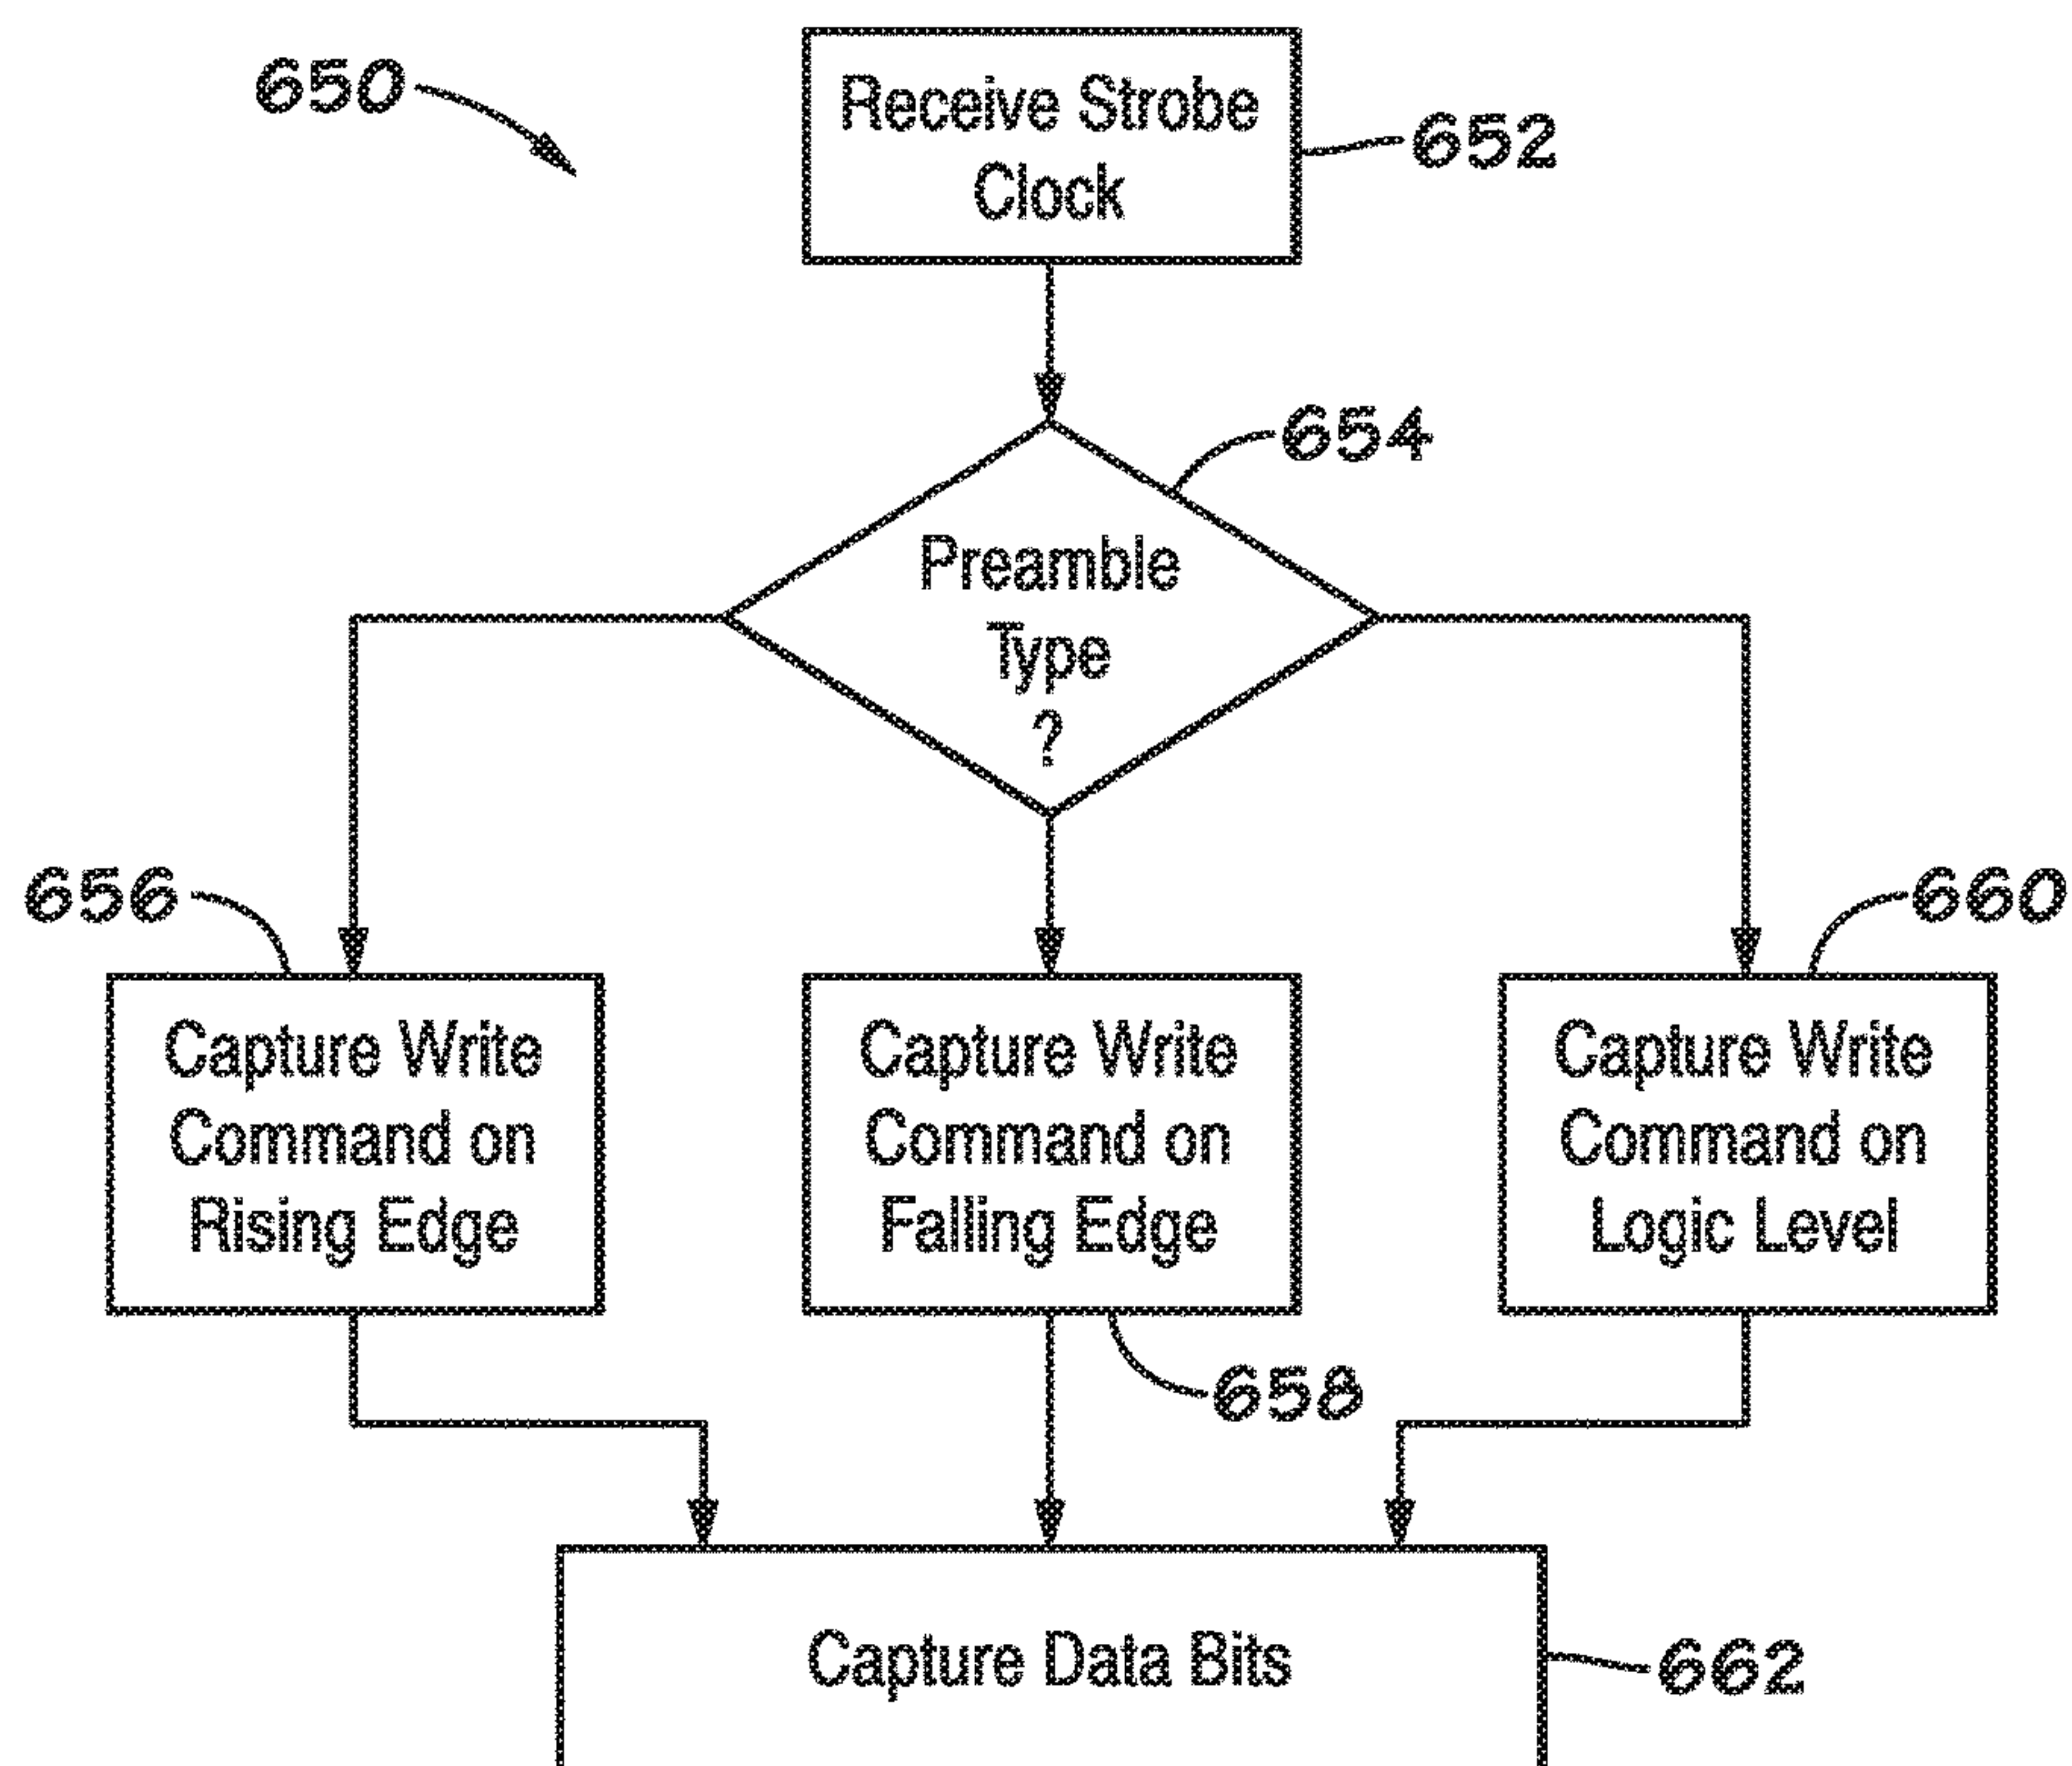 650
Receive Strobe
Clock
652
654
Preamble
Type
?
656
660
Capture Write
Command on
Rising Edge
Capture Write
Command on
Falling Edge
Capture Write
Command on
Logic Level
658
Capture Data Bits
662